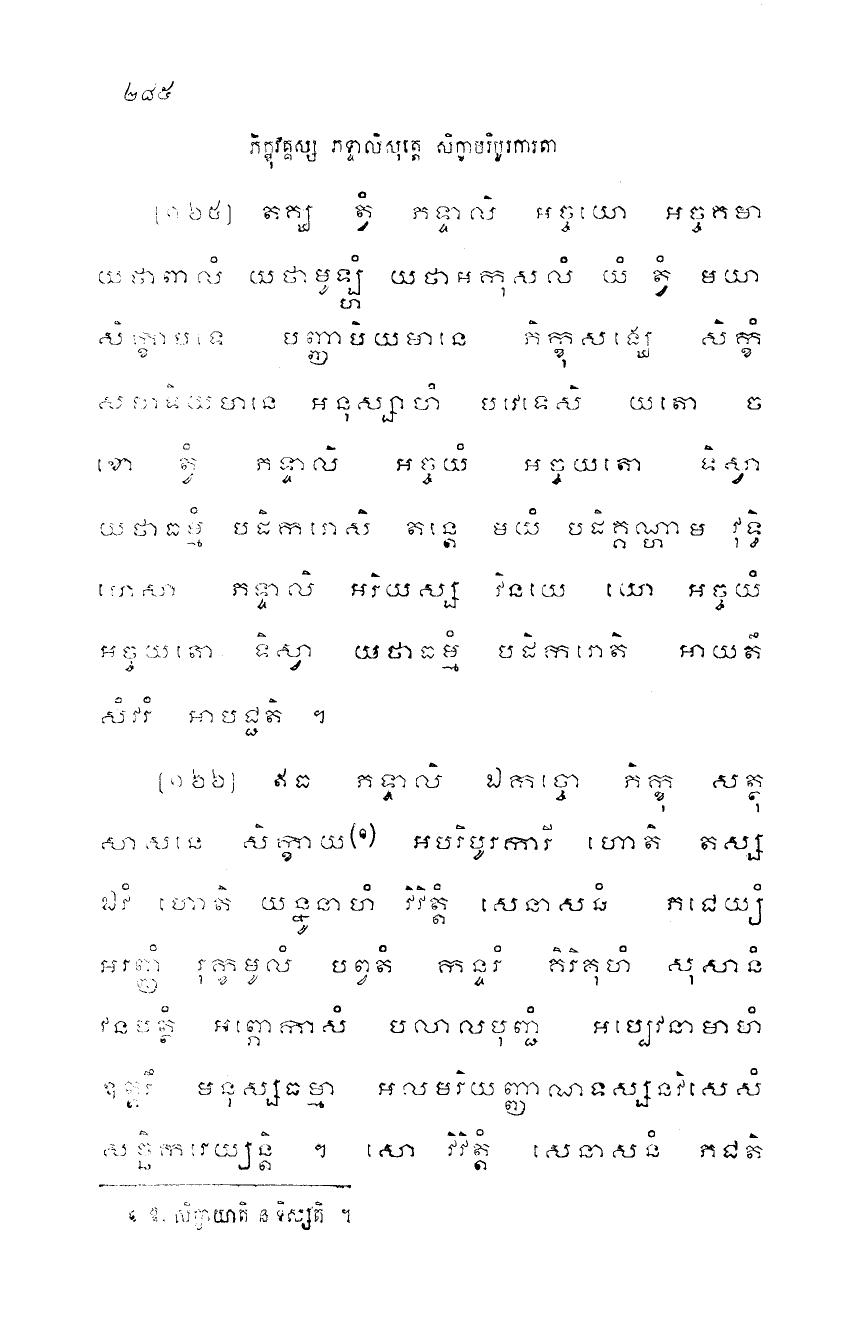 ២៨៥
ភិក្ខុវគ្គស្ស ភទ្ទាលិសុត្តេ សិក្ខាបរិបូរការតា
[១៦៥] តគ្ឃ ត្វំ ភទ្ទាលិ អច្ចយោ អច្ចគមា
យថាពាលំ យថាមូឡ្ហំ យថាអកុសលំ យំ ត្វំ មយា
សិក្ខាបទេ បញ្ញាបិយមានេ ភិក្ខុសង្ឃេ សិក្ខំ
សមាទិយមានេ អនុស្សាហំ បវេទេសិ យតោ ច
ខោ ត្វំ ភទ្ទាលិ អច្ចយំ អច្ចយតោ ទិស្វា
យថាធម្មំ បដិករោសិ តន្តេ មយំ បដិគ្គណ្ហាម វុទ្ធិ
ហេសា ភទ្ទាលិ អរិយស្ស វិនយេ យោ អច្ចយំ
អច្ចយតោ ទិស្វា យថាធម្មំ បដិករោតិ អាយតឹ
សំវរំ អាបជ្ជតិ ។
[១៦៦] ឥធ ភទ្ទាលិ ឯកច្ចោ ភិក្ខុ សត្ថុ
សាសនេ សិក្ខាយ(១) អបរិបូរការី ហោតិ តស្ស
ឯវំ ហោតិ យន្នូនាហំ វិវិត្តំ សេនាសនំ ភជេយ្យំ
អរញ្ញំ រុក្ខមូលំ បព្វតំ កន្ទរំ គិរិគុហំ សុសានំ
វនបត្ថំ អព្ភោកាសំ បលាលបុញ្ជំ អប្បេវនាមាហំ
ឧត្តរឹ មនុស្សធម្មា អលមរិយញ្ញាណទស្សនវិសេសំ
សច្ឆិករេយ្យន្តិ ។ សោ វិវិត្តំ សេនាសនំ ភជតិ
១ ឱ. សិក្ខាយាតិ ន ទិស្សតិ ។